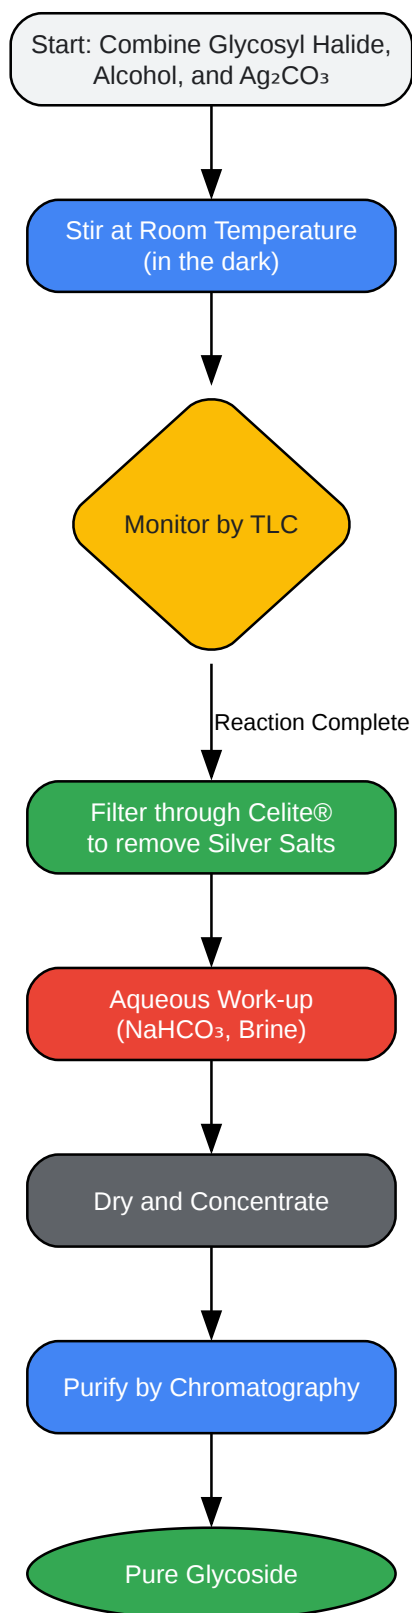 Start: Combine Glycosyl Halide,
Alcohol, and Ag₂CO₃
Stir at Room Temperature
(in the dark)
Monitor by TLC
Reaction Complete
Filter through Celite®
to remove Silver Salts
Aqueous Work-up
(NaHCO₃, Brine)
Dry and Concentrate
Purify by Chromatography
Pure Glycoside